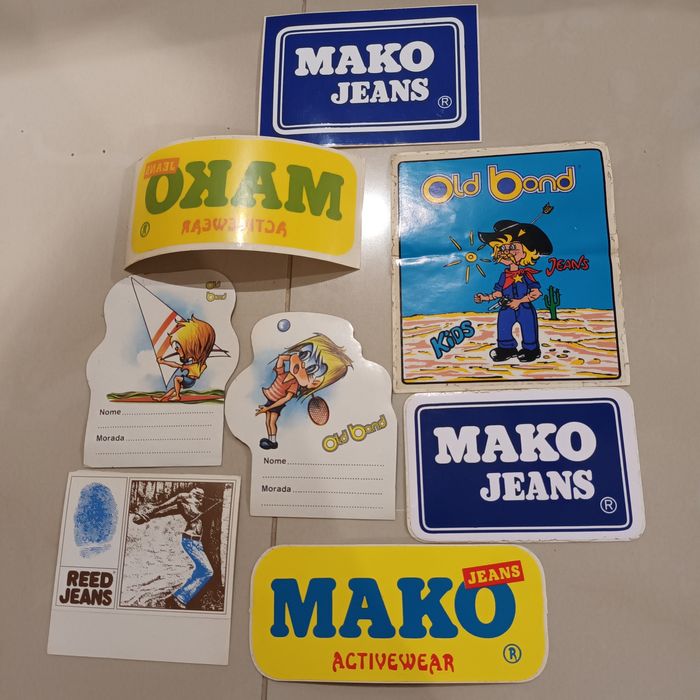 MAKO
JEANS ®
JEANS
MAKO
ACTIVEWEAR
®
Old Bond
JEANS
KiDS
Old
Bond
Nome
Morada
Old Bond
Nome
Morada
MAKO
JEANS ®
REED
JEANS
JEANS
MAKO
ACTIVEWEAR ®